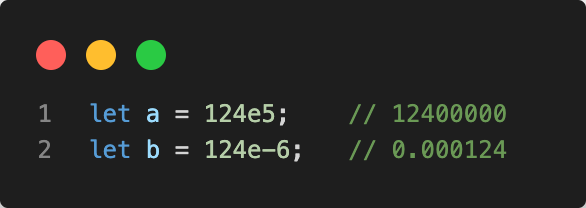 1 let a = 124e5; // 12400000
2 let b = 124e-6; // 0.000124